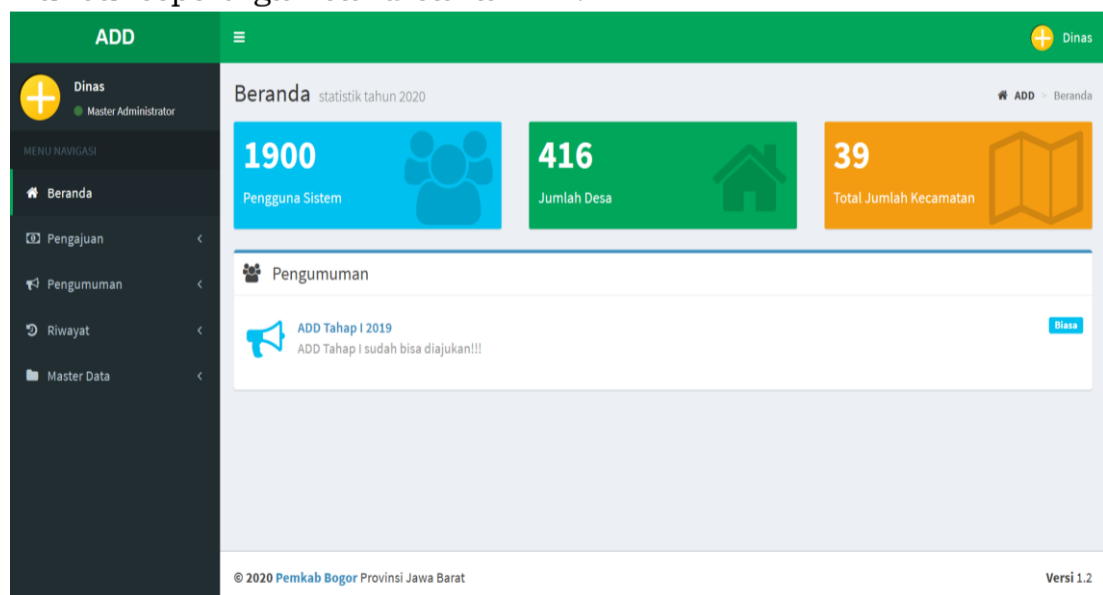 ADD
Dinas
Dinas
Master Administrator
MENU NAVIGASI
Beranda
Pengajuan
Pengumuman
Riwayat
Master Data
Beranda statistik tahun 2020
ADD > Beranda
1900
Pengguna Sistem
416
Jumlah Desa
39
Total Jumlah Kecamatan
Pengumuman
ADD Tahap I 2019
Biasa
ADD Tahap I sudah bisa diajukan!!!
© 2020 Pemkab Bogor Provinsi Jawa Barat
Versi 1.2